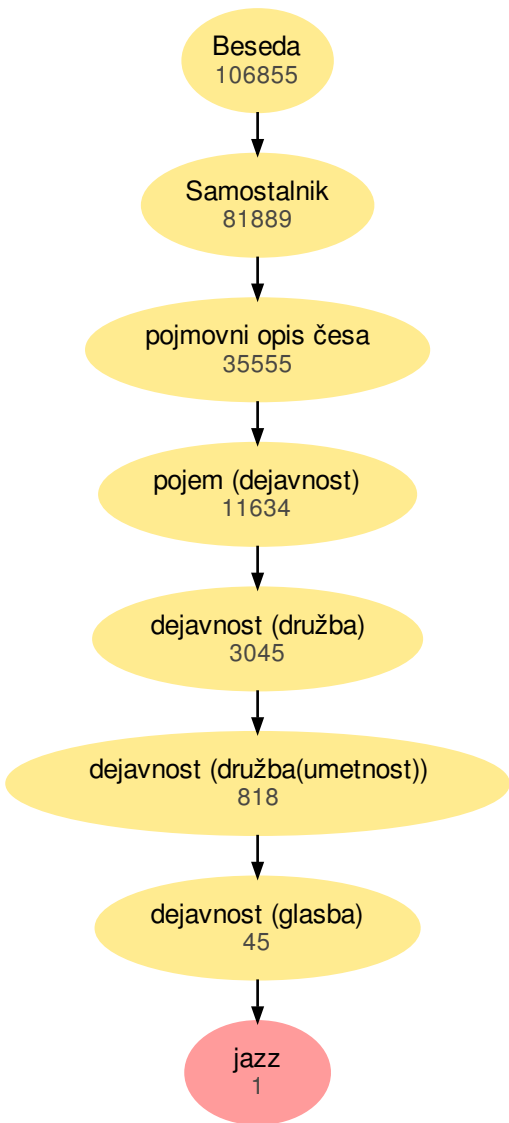 Beseda
106855
Samostalnik
81889
pojmovni opis česa
35555
pojem (dejavnost)
11634
dejavnost (družba)
3045
dejavnost (družba(umetnost))
818
dejavnost (glasba)
45
jazz
1